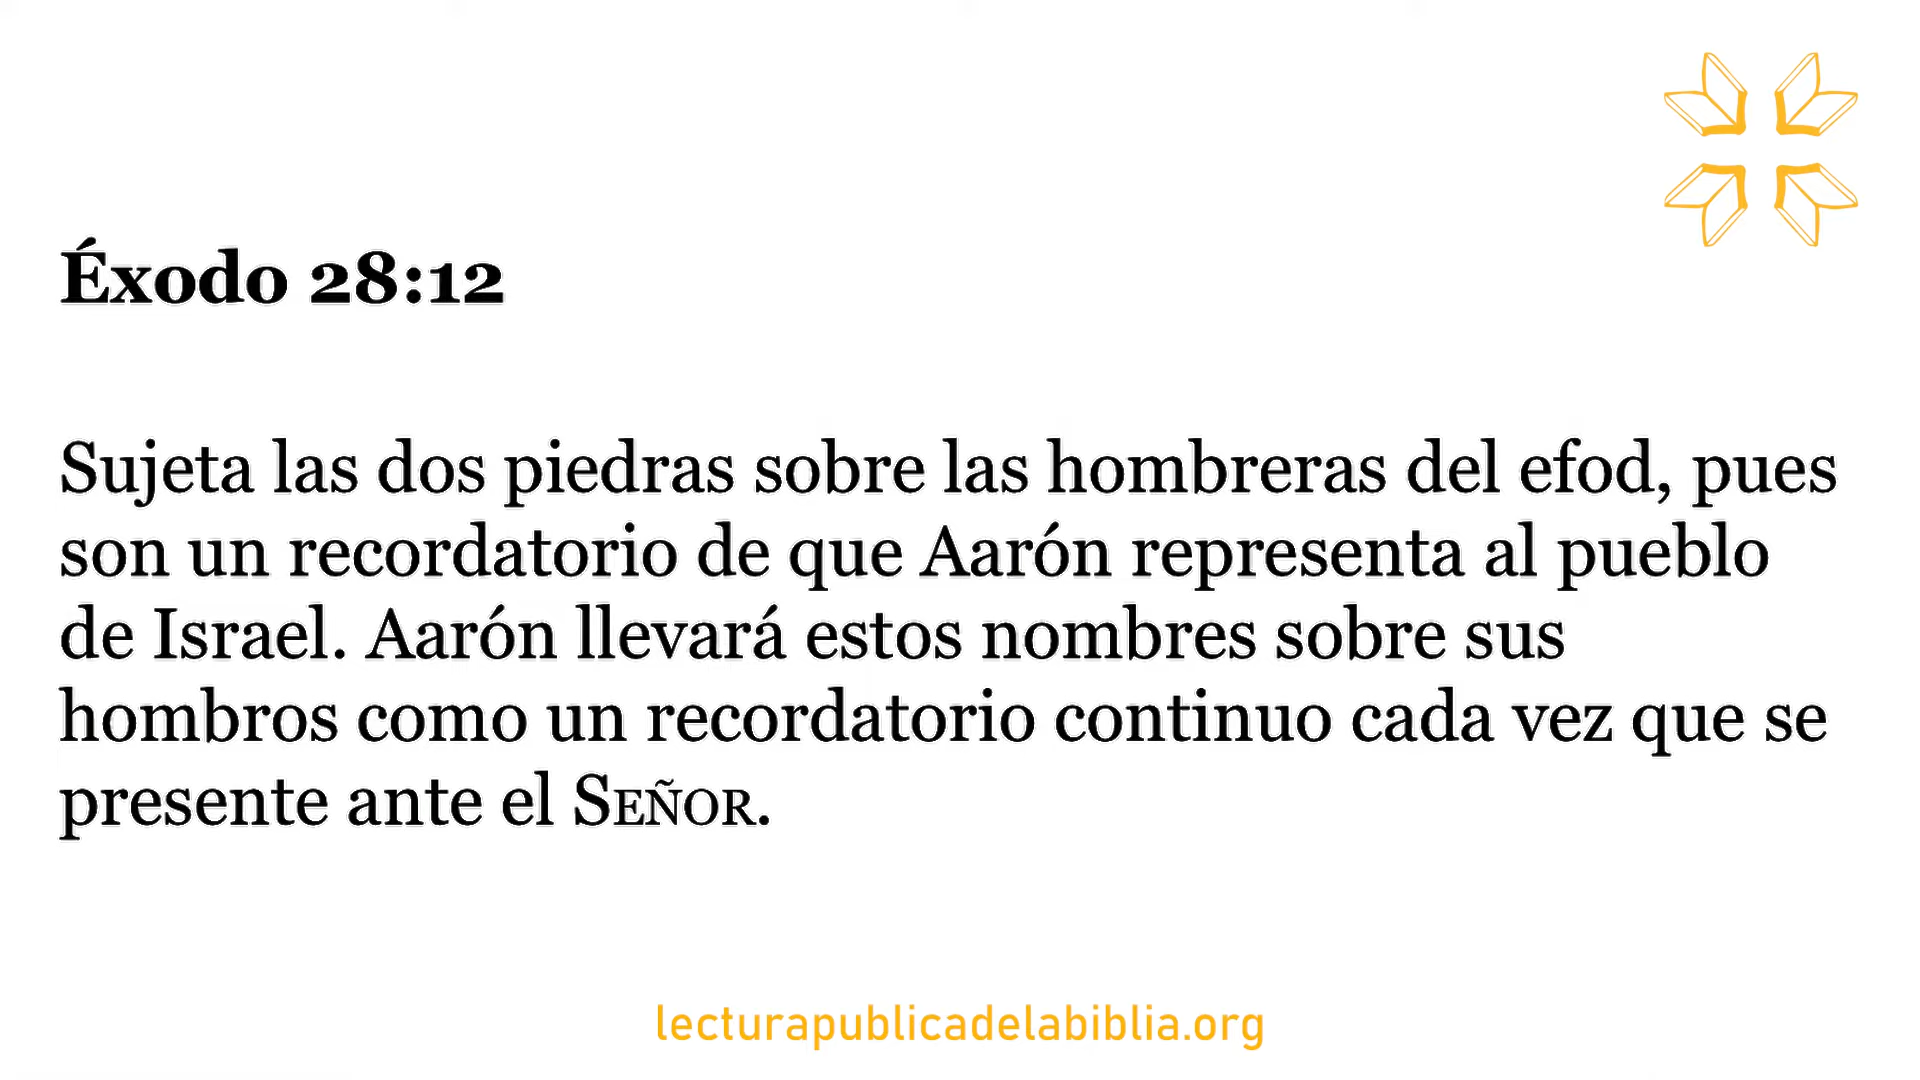 Éxodo 28:12
Sujeta las dos piedras sobre las hombreras del efod, pues
son un recordatorio de que Aarón representa al pueblo
de Israel. Aarón llevará estos nombres sobre sus
hombros como un recordatorio continuo cada vez que se
presente ante el SEÑOR.
lecturapublicadelabiblia.org